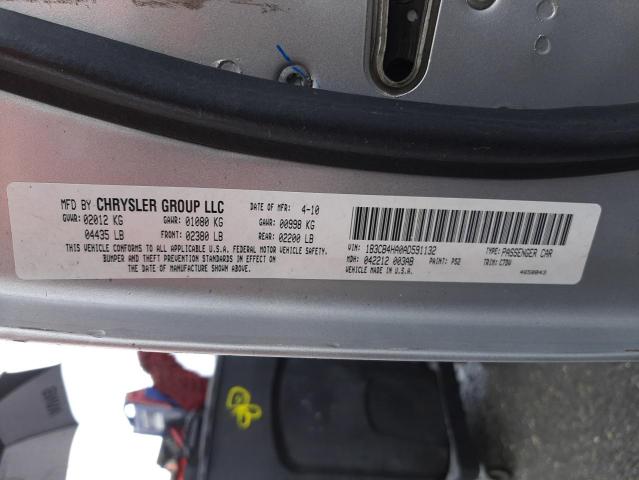 MFD BY CHRYSLER GROUP LLC DATE OF MFR: 4-10
GVWR: 02012 KG GAWR: 01080 KG GAWR: 00998 KG
04435 LB FRONT: 02380 LB REAR: 02200 LB
THIS VEHICLE CONFORMS TO ALL APPLICABLE U.S.A. FEDERAL MOTOR VEHICLE SAFETY,
BUMPER AND THEFT PREVENTION STANDARDS IN EFFECT ON
THE DATE OF MANUFACTURE SHOWN ABOVE.
VIN: 1B3CB4HA0AD591132 TYPE: PASSENGER CAR
MDH: 042212 003AB PAINT: PS2 TRIM: C7DV
4658843